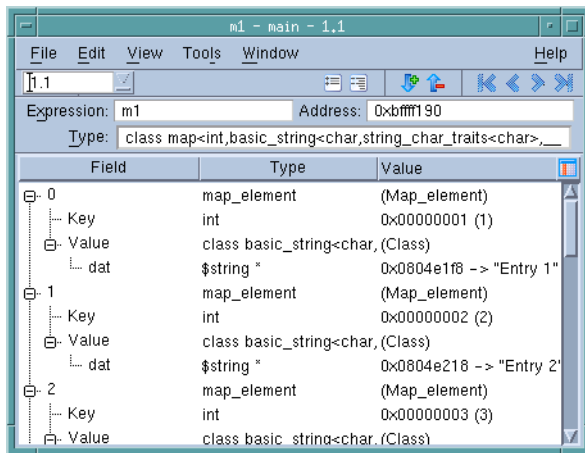 m1 - main - 1.1
File Edit View Tools Window Help
1.1
Expression: m1 Address: 0xbffff190
Type: class map<int,basic_string<char,string_char_traits<char>,__
Field Type Value
0 map_element (Map_element)
Key int 0x00000001 (1)
Value class basic_string<char, (Class)
dat $string * 0x0804e1f8 -> "Entry 1"
1 map_element (Map_element)
Key int 0x00000002 (2)
Value class basic_string<char, (Class)
dat $string * 0x0804e218 -> "Entry 2"
2 map_element (Map_element)
Key int 0x00000003 (3)
Value class basic_string<char, (Class)